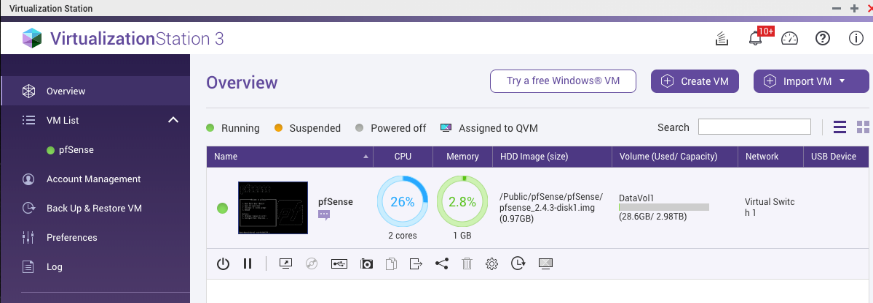 Virtualization Station
VirtualizationStation 3
10+
Overview
VM List
pfSense
Account Management
Back Up & Restore VM
Preferences
Log
Overview
Try a free Windows® VM
Create VM
Import VM
Running
Suspended
Powered off
Assigned to QVM
Search
Name
CPU
Memory
HDD Image (size)
Volume (Used/ Capacity)
Network
USB Device
pfSense
26%
2 cores
2.8%
1 GB
/Public/pfSense/pfSense/
pfsense_2.4.3-disk1.img
(0.97GB)
DataVol1
(28.6GB/ 2.98TB)
Virtual Switc
h 1